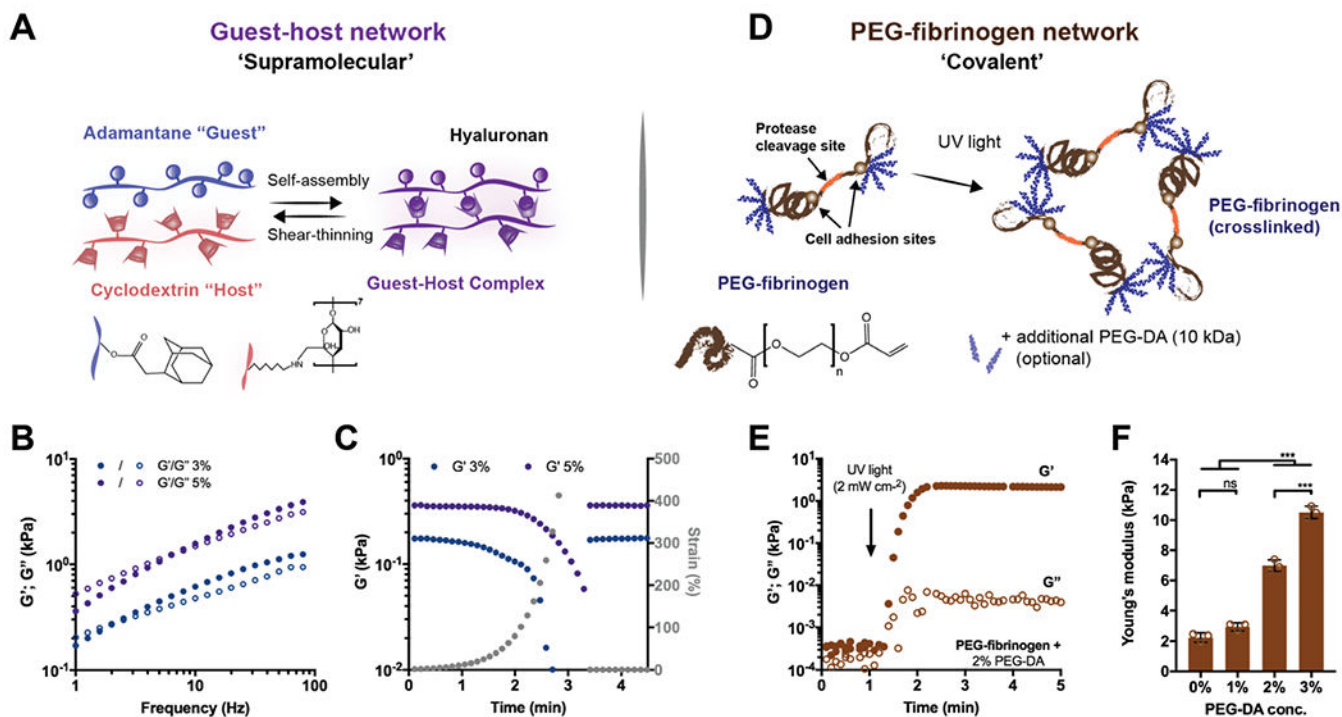 A
Guest-host network
'Supramolecular'
Adamantane "Guest"
Hyaluronan
Self-assembly
Shear-thinning
Cyclodextrin "Host"
Guest-Host Complex
O
O
HN
O
OH
OH
O
7
D
PEG-fibrinogen network
'Covalent'
Protease
cleavage site
UV light
Cell adhesion sites
PEG-fibrinogen
PEG-fibrinogen
(crosslinked)
O
O
O
O
n
+ additional PEG-DA (10 kDa)
(optional)
B
/ G'/G" 3%
/ G'/G" 5%
G'; G" (kPa)
10¹
10⁰
10⁻¹
1
10
100
Frequency (Hz)
C
G' 3%
G' 5%
G' (kPa)
10⁰
10⁻¹
10⁻²
0
1
2
3
4
Time (min)
500
400
300
200
100
0
Strain (%)
E
UV light
(2 mW cm⁻²)
G'
G"
G'; G" (kPa)
10¹
10⁰
10⁻¹
10⁻²
10⁻³
10⁻⁴
PEG-fibrinogen +
2% PEG-DA
0
1
2
3
4
5
Time (min)
F
***
ns
***
Young's modulus (kPa)
14
12
10
8
6
4
2
0
0%
1%
2%
3%
PEG-DA conc.